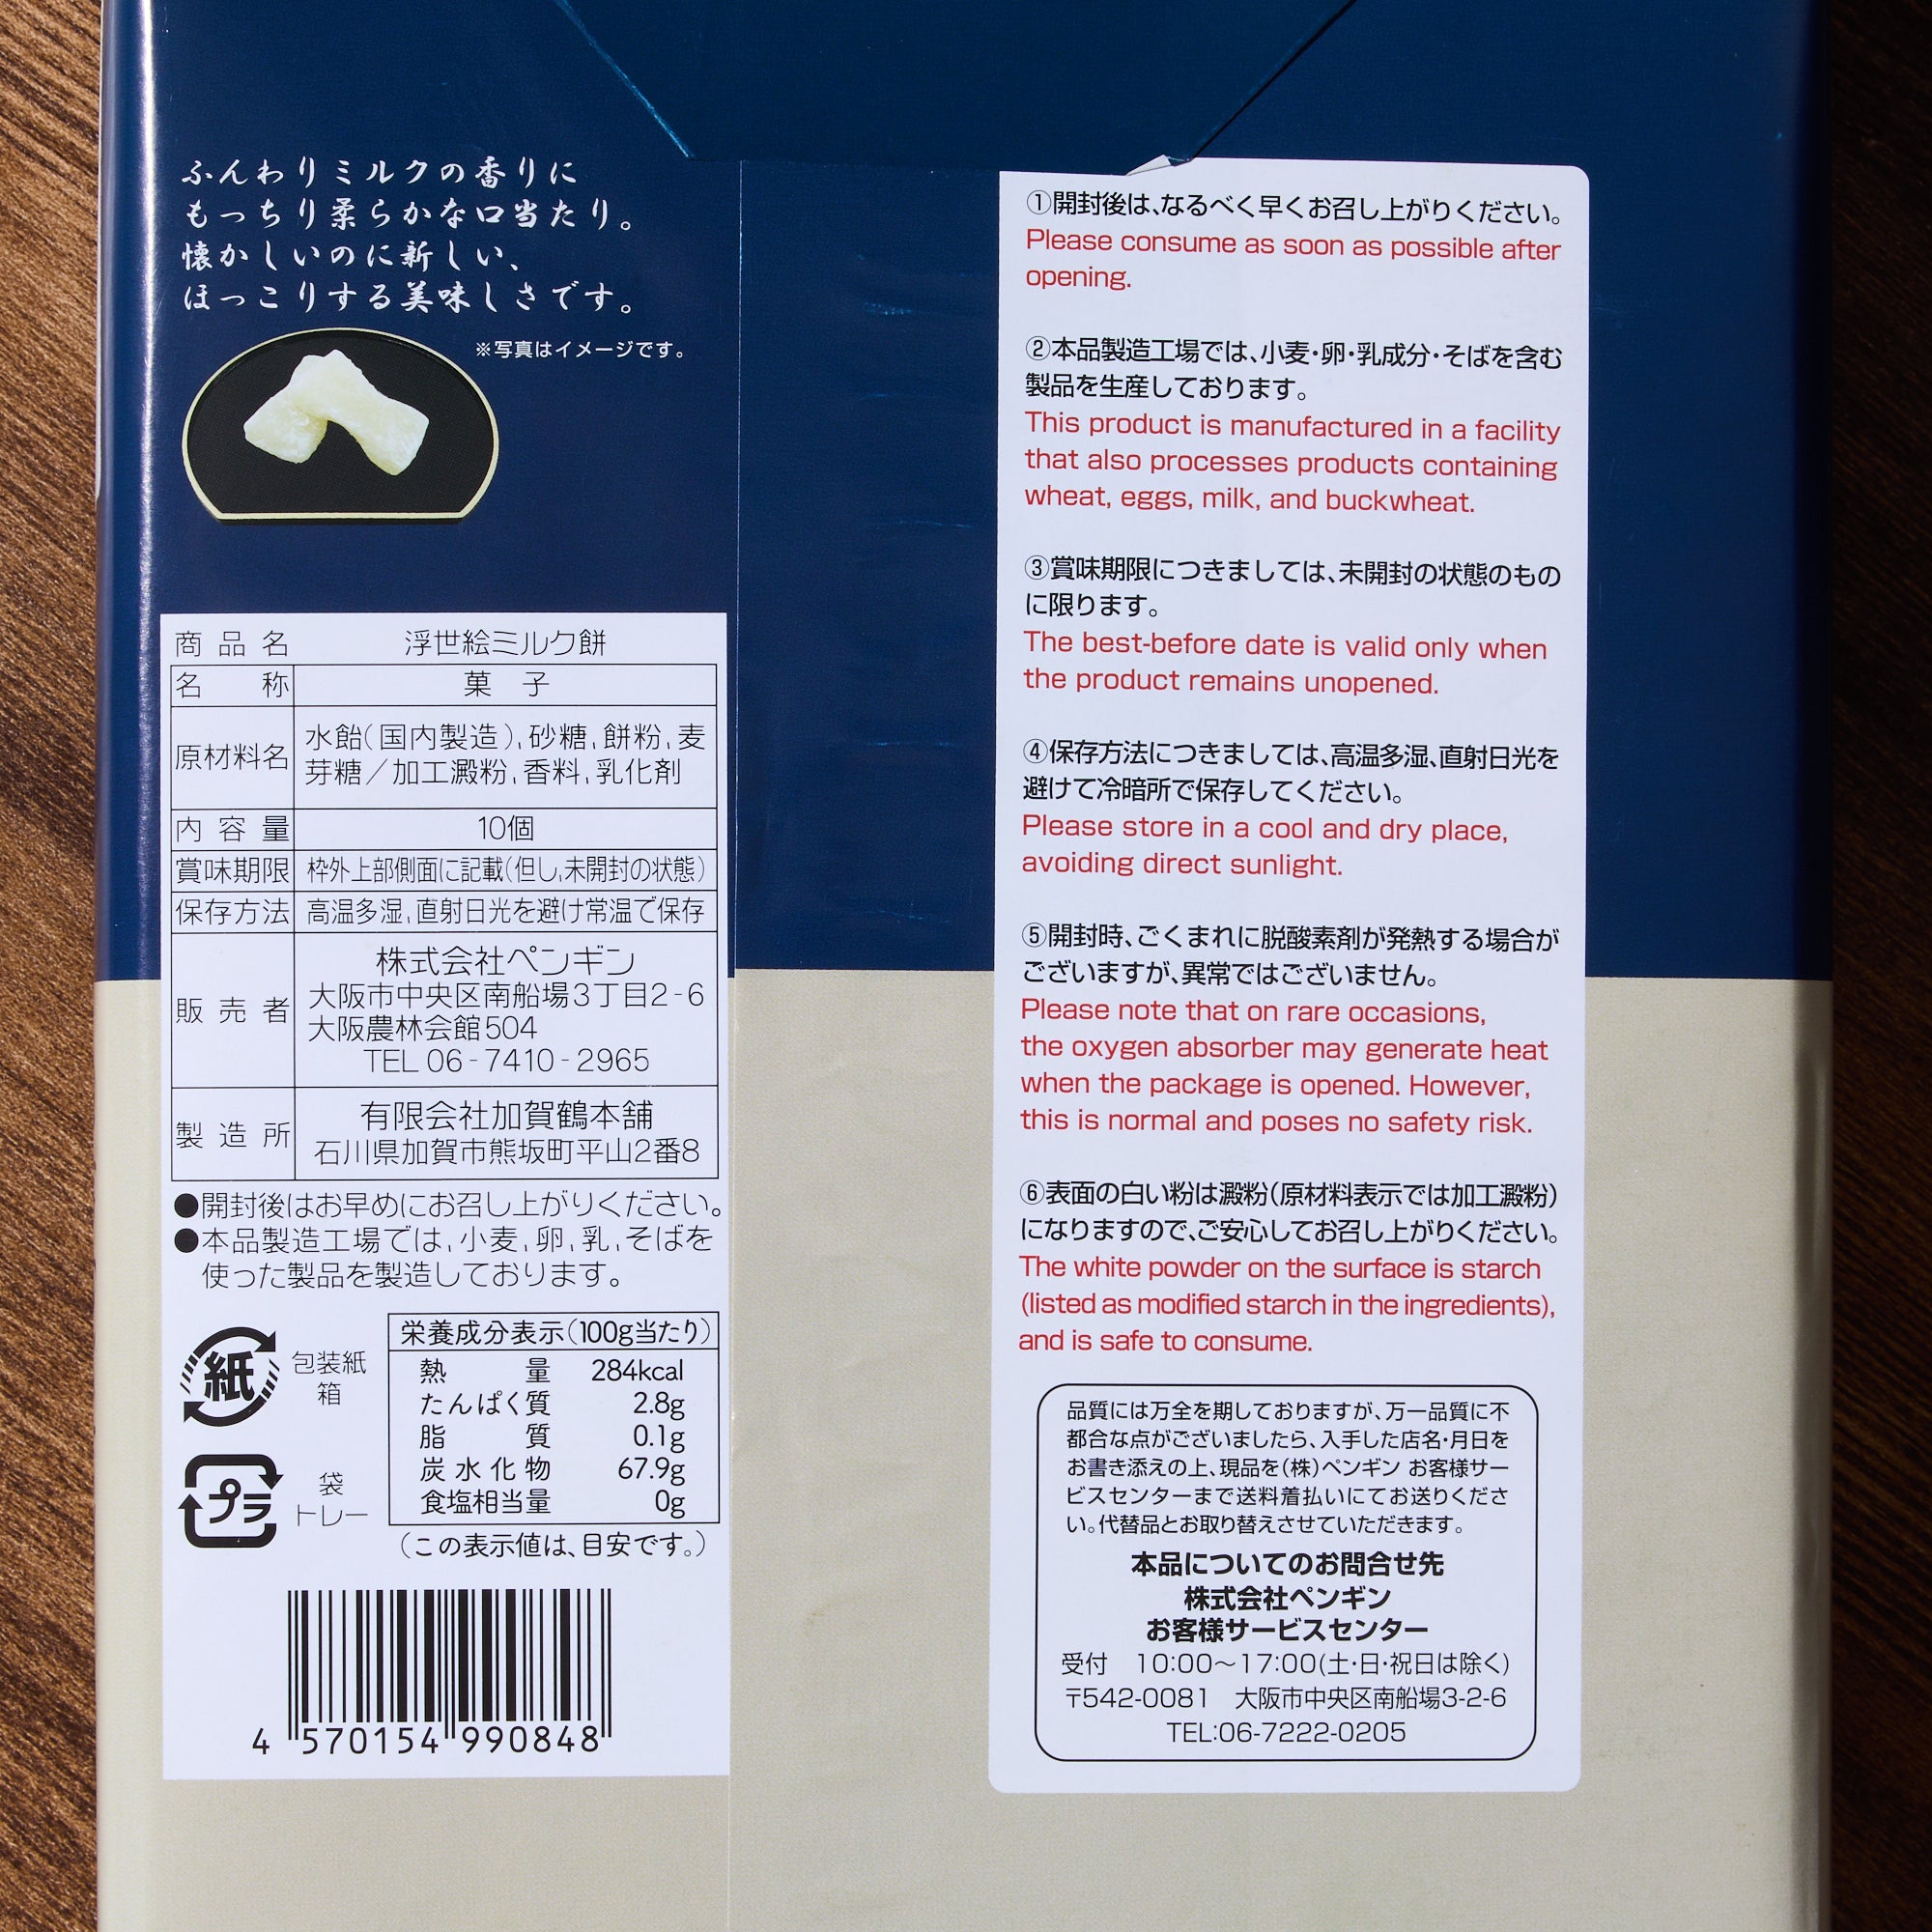 ふんわりミルクの香りに
もっちり柔らかな口当たり。
懐かしいのに新しい、
ほっこりする美味しさです。
※写真はイメージです。
商品名 浮世絵ミルク餅
名称 菓子
原材料名 水飴(国内製造),砂糖,餅粉,麦
芽糖/加工澱粉,香料,乳化剤
内容量 10個
賞味期限 枠外上部側面に記載(但し,未開封の状態)
保存方法 高温多湿,直射日光を避け常温で保存
販売者 株式会社ペンギン
大阪市中央区南船場3丁目2-6
大阪農林会館504
TEL 06-7410-2965
製造所 有限会社加賀鶴本舗
石川県加賀市熊坂町平山2番8
●開封後はお早めにお召し上がりください。
●本品製造工場では,小麦,卵,乳,そばを
使った製品を製造しております。
紙 包装紙
箱
プラ 袋
トレー
栄養成分表示(100g当たり)
熱量 284kcal
たんぱく質 2.8g
脂質 0.1g
炭水化物 67.9g
食塩相当量 0g
(この表示値は、目安です。)
4 570154 990848
①開封後は、なるべく早くお召し上がりください。
Please consume as soon as possible after
opening.
②本品製造工場では、小麦・卵・乳成分・そばを含む
製品を生産しております。
This product is manufactured in a facility
that also processes products containing
wheat, eggs, milk, and buckwheat.
③賞味期限につきましては、未開封の状態のもの
に限ります。
The best-before date is valid only when
the product remains unopened.
④保存方法につきましては、高温多湿、直射日光を
避けて冷暗所で保存してください。
Please store in a cool and dry place,
avoiding direct sunlight.
⑤開封時、ごくまれに脱酸素剤が発熱する場合が
ございますが、異常ではございません。
Please note that on rare occasions,
the oxygen absorber may generate heat
when the package is opened. However,
this is normal and poses no safety risk.
⑥表面の白い粉は澱粉(原材料表示では加工澱粉)
になりますので、ご安心してお召し上がりください。
The white powder on the surface is starch
(listed as modified starch in the ingredients),
and is safe to consume.
品質には万全を期しておりますが、万一品質に不
都合な点がございましたら、入手した店名・月日を
お書き添えの上、現品を(株)ペンギン お客様サー
ビスセンターまで送料着払いにてお送りくださ
い。代替品とお取り替えさせていただきます。
本品についてのお問合せ先
株式会社ペンギン
お客様サービスセンター
受付 10:00～17:00(土・日・祝日は除く)
〒542-0081 大阪市中央区南船場3-2-6
TEL:06-7222-0205